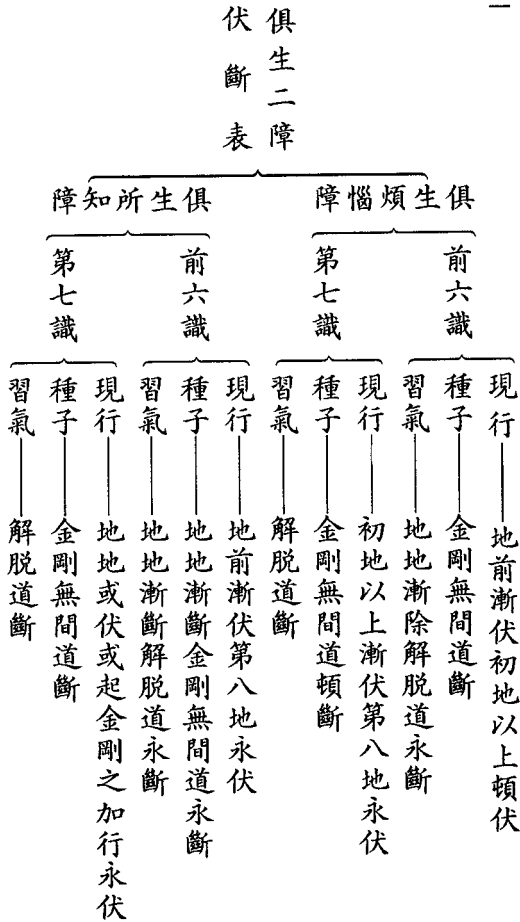 俱生二障
伏斷表
俱生煩惱障
前六識
現行
地前漸伏初地以上頓伏
種子
金剛無間道斷
習氣
地地漸除解脱道永斷
第七識
現行
初地以上漸伏第八地永伏
種子
金剛無間道頓斷
習氣
解脱道斷
俱生所知障
前六識
現行
地前漸伏第八地永伏
種子
地地漸斷金剛無間道永斷
習氣
地地漸斷解脱道永斷
第七識
現行
地地或伏或起金剛之加行永伏
種子
金剛無間道斷
習氣
解脱道斷